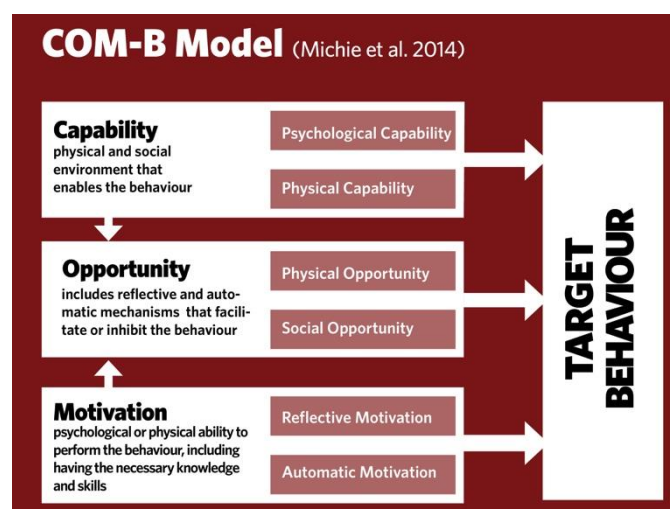 COM-B Model (Michie et al. 2014)
Capability
physical and social
environment that
enables the behaviour
Psychological Capability
Physical Capability
Opportunity
includes reflective and auto-
matic mechanisms that facili-
tate or inhibit the behaviour
Physical Opportunity
Social Opportunity
Motivation
psychological or physical ability to
perform the behaviour, including
having the necessary knowledge
and skills
Reflective Motivation
Automatic Motivation
TARGET
BEHAVIOUR